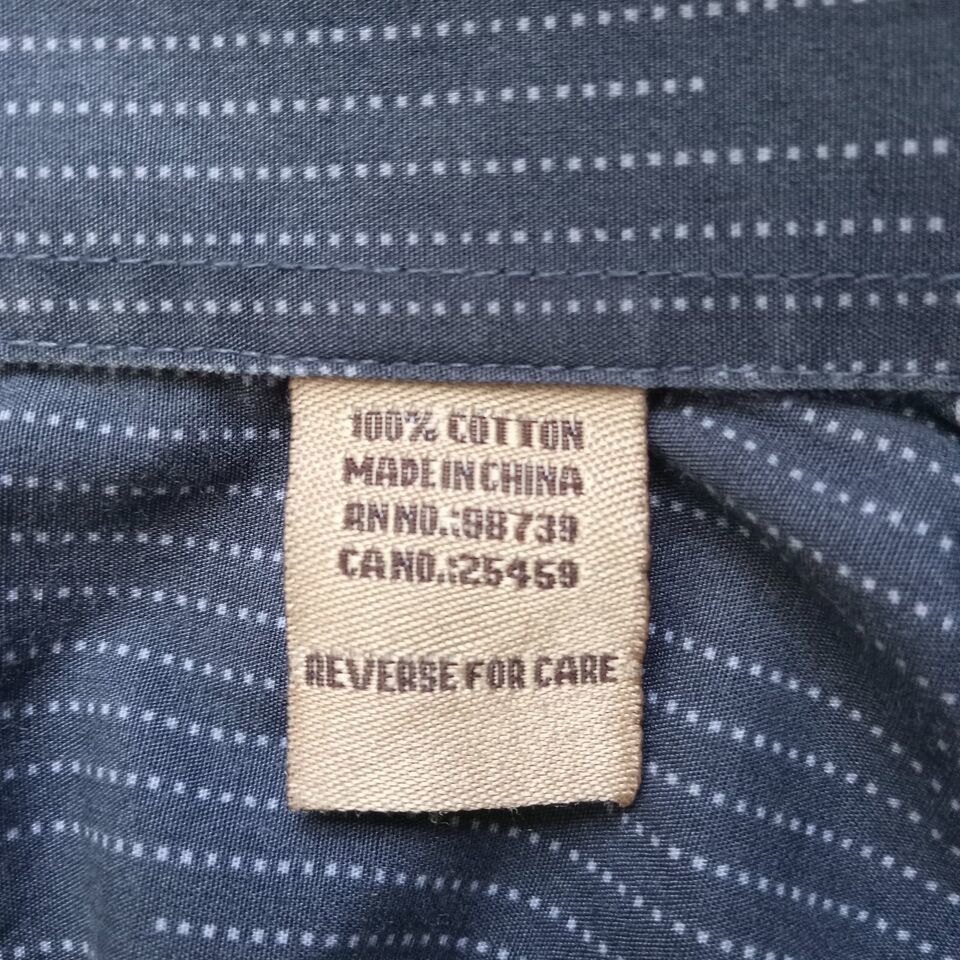 100% COTTON
MADE IN CHINA
RN NO.:98739
CA NO.:25459
REVERSE FOR CARE